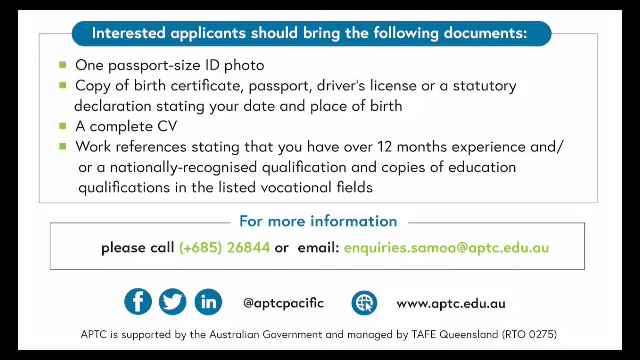 Interested applicants should bring the following documents:
One passport-size ID photo
Copy of birth certificate, passport, driver's license or a statutory
declaration stating your date and place of birth
A complete CV
Work references stating that you have over 12 months experience and/
or a nationally-recognised qualification and copies of education
qualifications in the listed vocational fields
For more information
please call (+685) 26844 or email: enquiries.samoa@aptc.edu.au
@aptcpacific www.aptc.edu.au
APTC is supported by the Australian Government and managed by TAFE Queensland (RTO 0275)